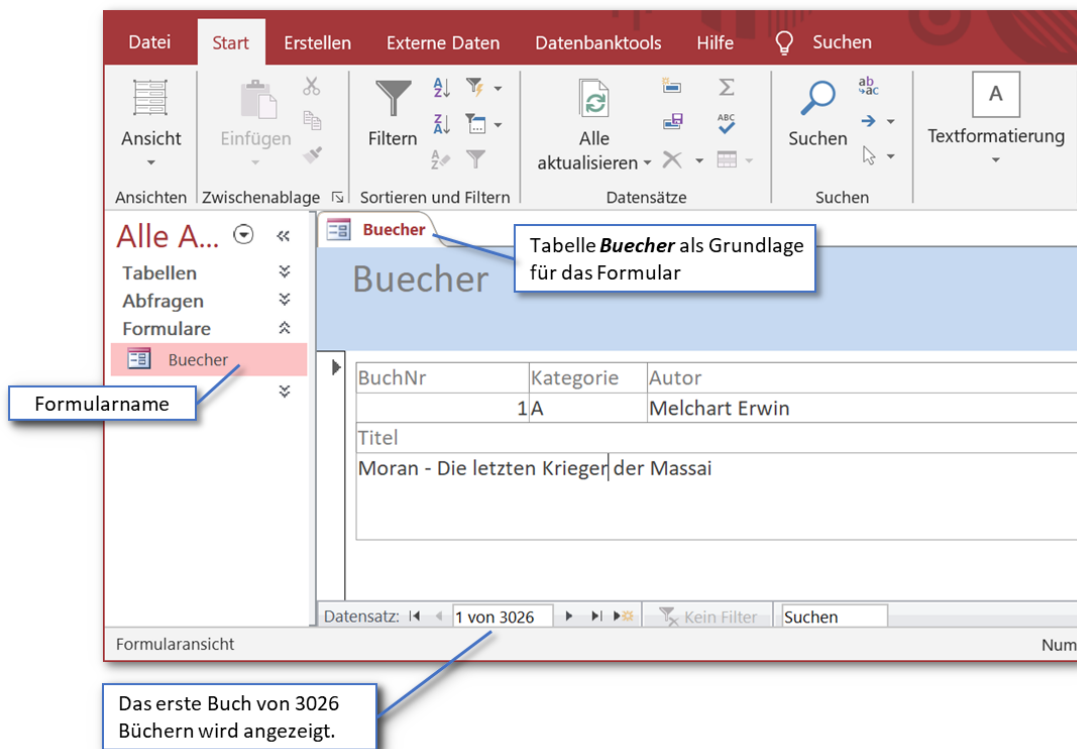 Datei Start Erstellen Externe Daten Datenbanktools Hilfe Suchen
Ansicht
Einfügen
Filtern
Alle
aktualisieren
ABC
Suchen
ab
ac
A
Textformatierung
Ansichten Zwischenablage Sortieren und Filtern Datensätze Suchen
Alle A...
Tabellen
Abfragen
Formulare
Buecher
Formularname
Buecher
Tabelle Buecher als Grundlage
für das Formular
Buecher
BuchNr Kategorie Autor
1 A Melchart Erwin
Titel
Moran - Die letzten Krieger der Massai
Datensatz: 1 von 3026 Kein Filter Suchen
Formularansicht Num
Das erste Buch von 3026
Büchern wird angezeigt.